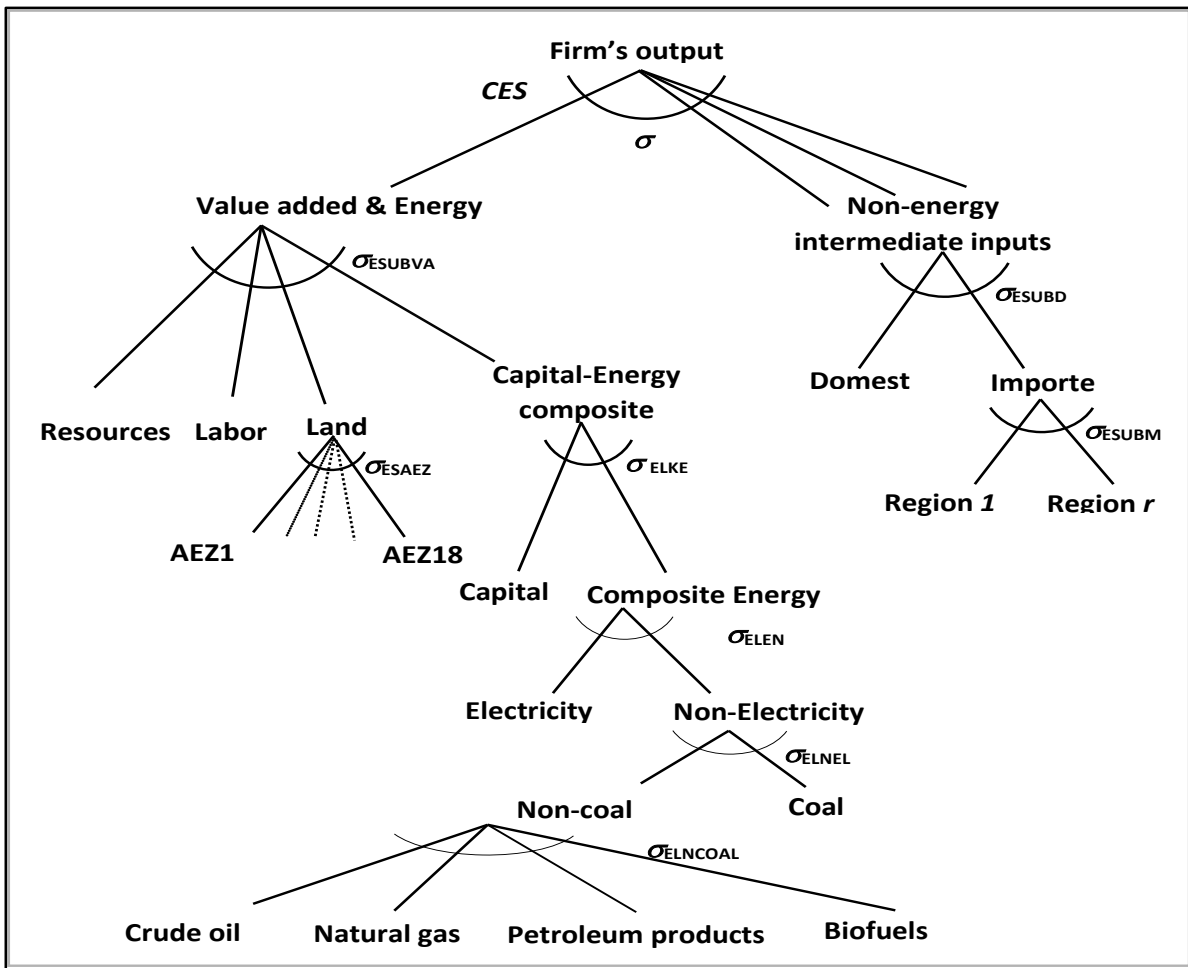 Firm's output
CES
σ
Value added & Energy
Non-energy
intermediate inputs
σESUBVA
σESUBD
Capital-Energy
composite
Domest
Importe
Resources
Labor
Land
σESAEZ
σ ELKE
σESUBM
Region 1
Region r
AEZ1
AEZ18
Capital
Composite Energy
σELEN
Electricity
Non-Electricity
σELNEL
Non-coal
Coal
σELNCOAL
Crude oil
Natural gas
Petroleum products
Biofuels